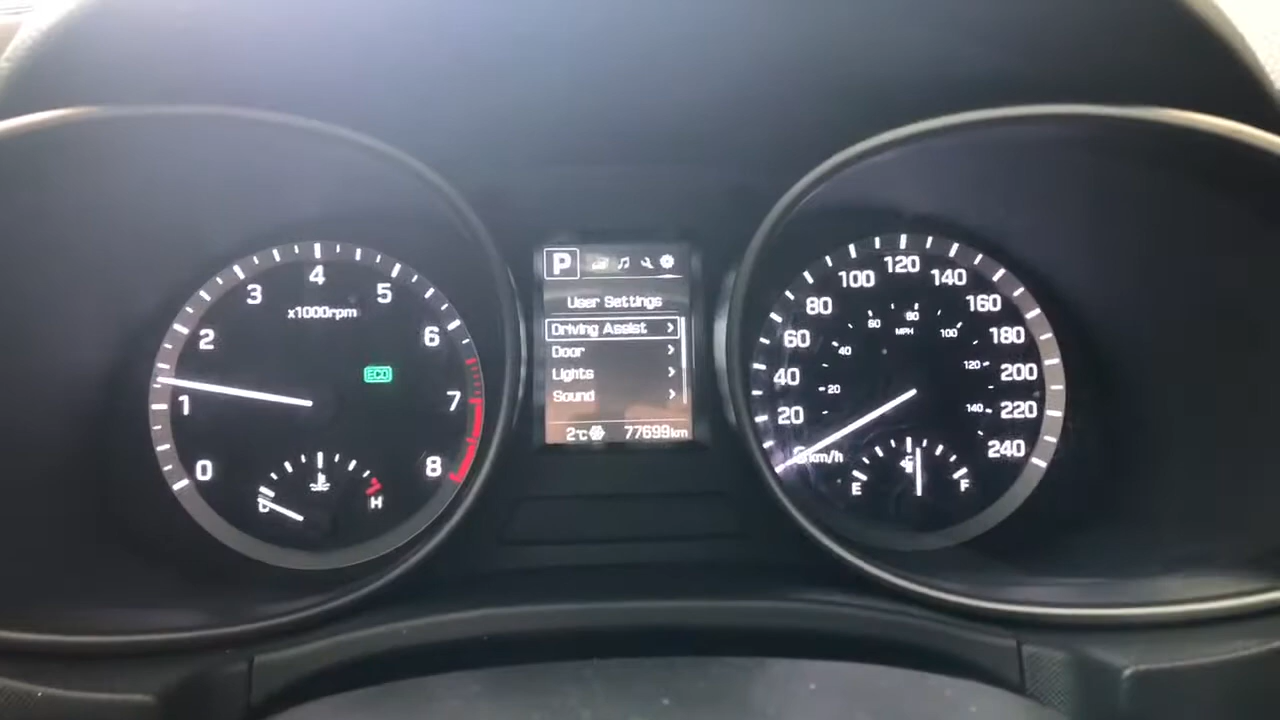 0
1
2
3
4
5
6
7
8
x1000rpm
ECO
C
H
P
User Settings
Driving Assist
Door
Lights
Sound
2°C
77699km
20
40
60
80
100
120
140
160
180
200
220
240
km/h
20
40
60
80
100
120
140
MPH
E
F